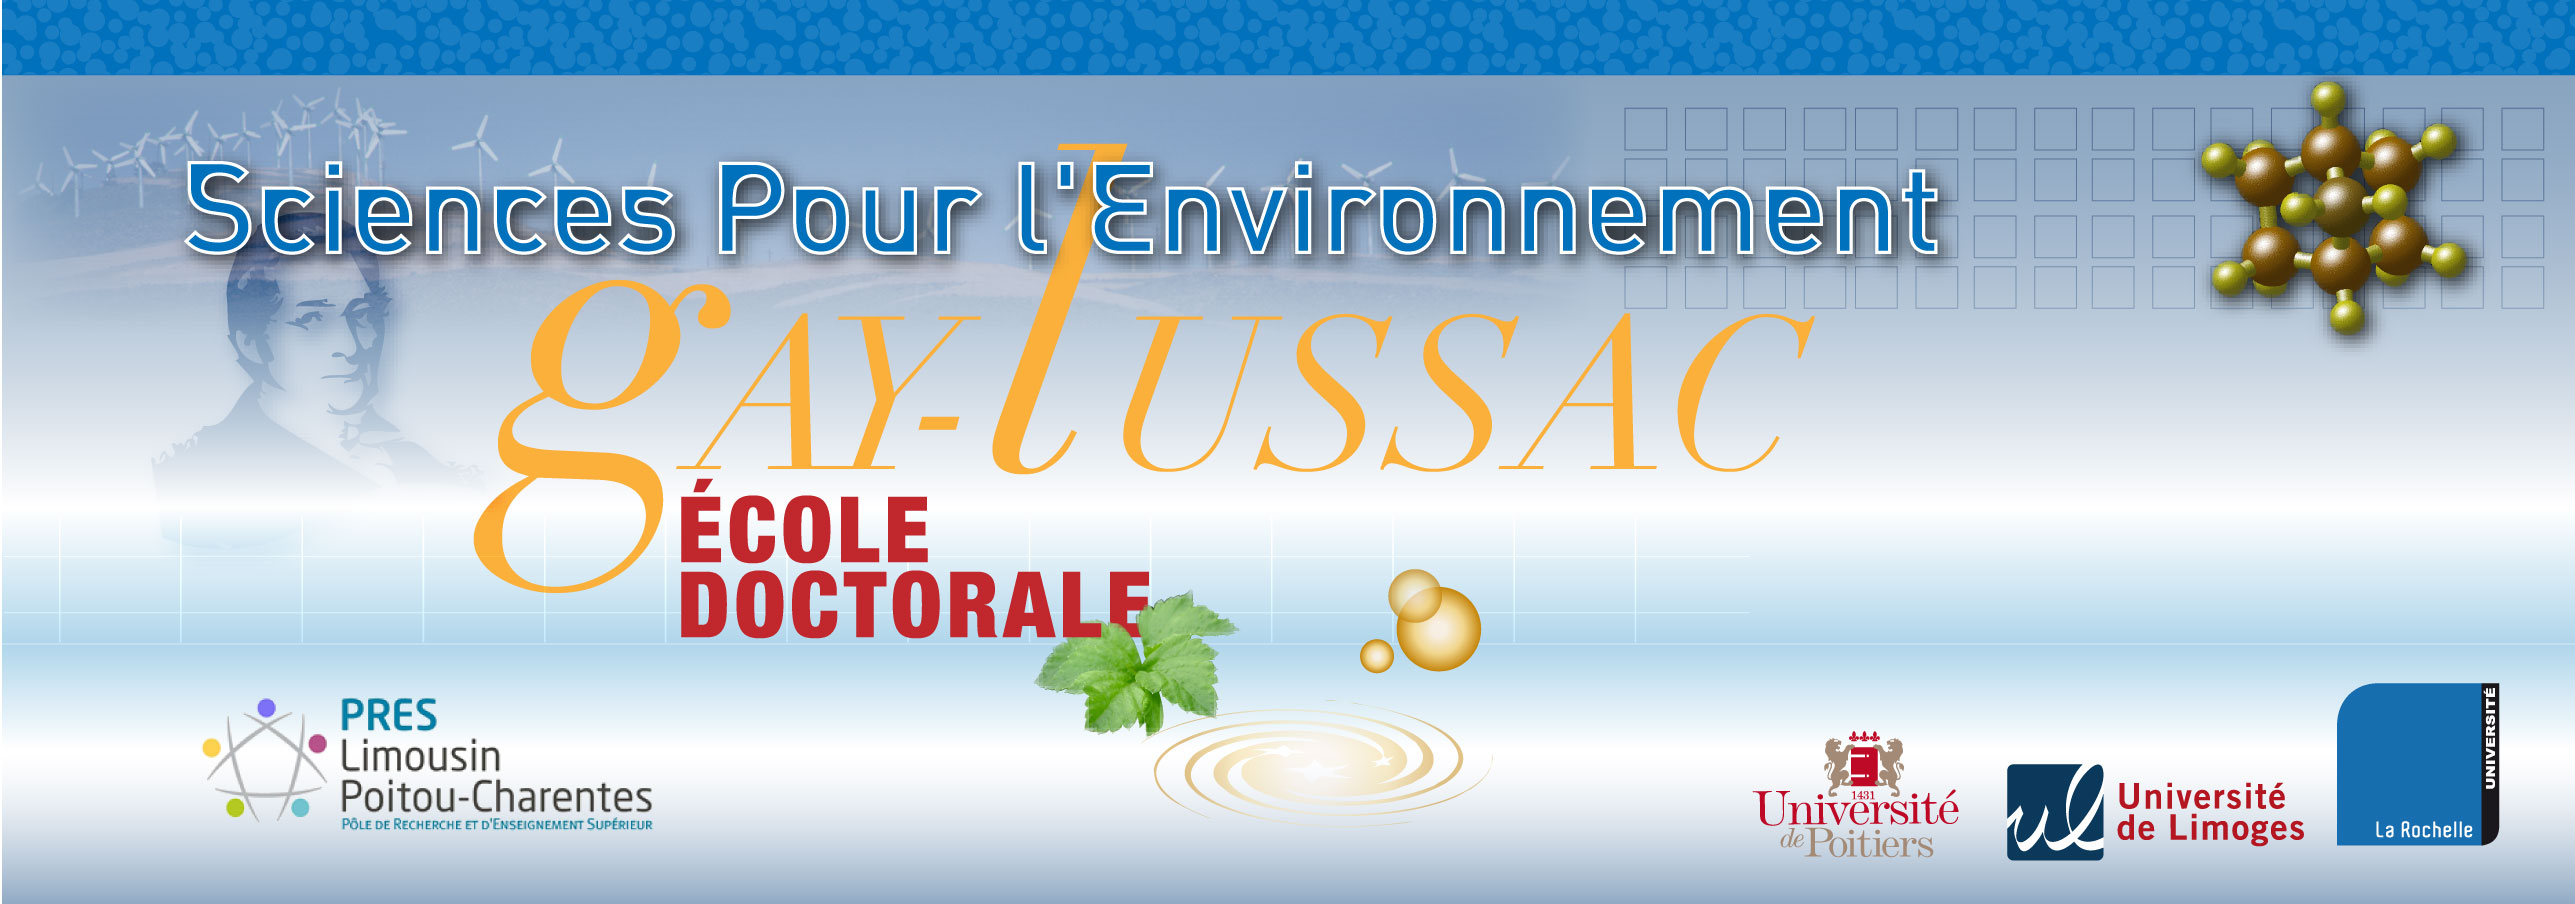 Sciences Pour l'Environnement
gAY-lUSSAC
ÉCOLE
DOCTORALE
PRES
Limousin
Poitou-Charentes
PÔLE DE RECHERCHE ET D'ENSEIGNEMENT SUPÉRIEUR
1431
Université
de Poitiers
ul
Université
de Limoges
La Rochelle
UNIVERSITÉ